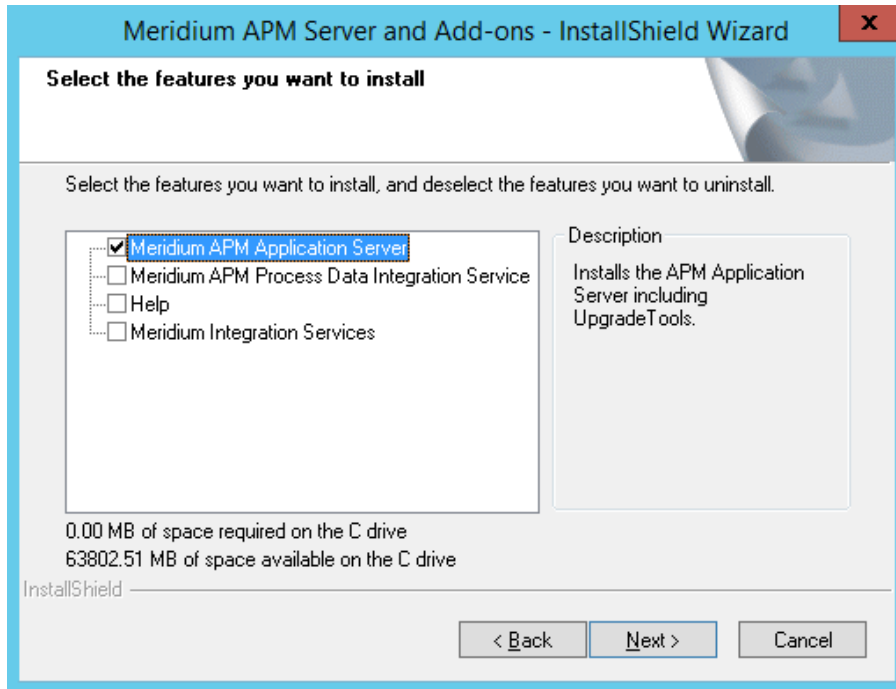 Meridium APM Server and Add-ons - InstallShield Wizard
x
Select the features you want to install
Select the features you want to install, and deselect the features you want to uninstall.
Meridium APM Application Server
Meridium APM Process Data Integration Service
Help
Meridium Integration Services
Description
Installs the APM Application
Server including
UpgradeTools.
0.00 MB of space required on the C drive
63802.51 MB of space available on the C drive
InstallShield
< Back
Next >
Cancel